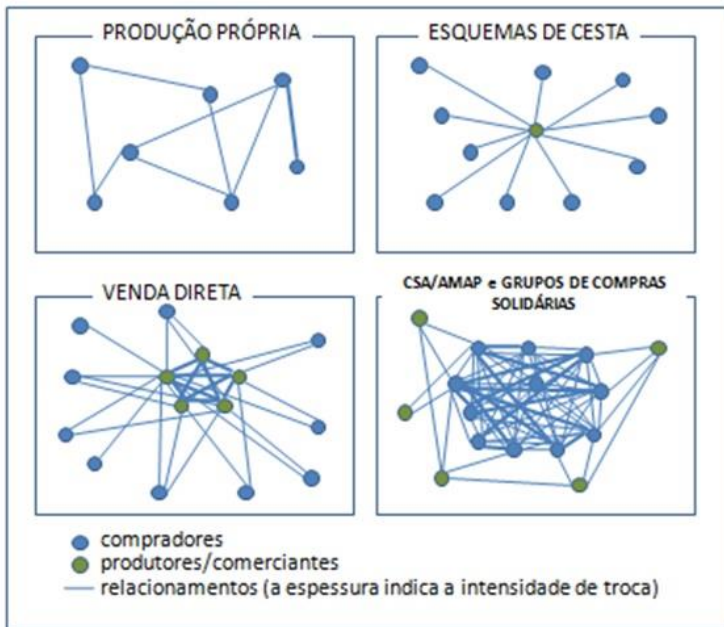 PRODUÇÃO PRÓPRIA
ESQUEMAS DE CESTA
VENDA DIRETA
CSA/AMAP e GRUPOS DE COMPRAS
SOLIDÁRIAS
compradores
produtores/comerciantes
relacionamentos (a espessura indica a intensidade de troca)